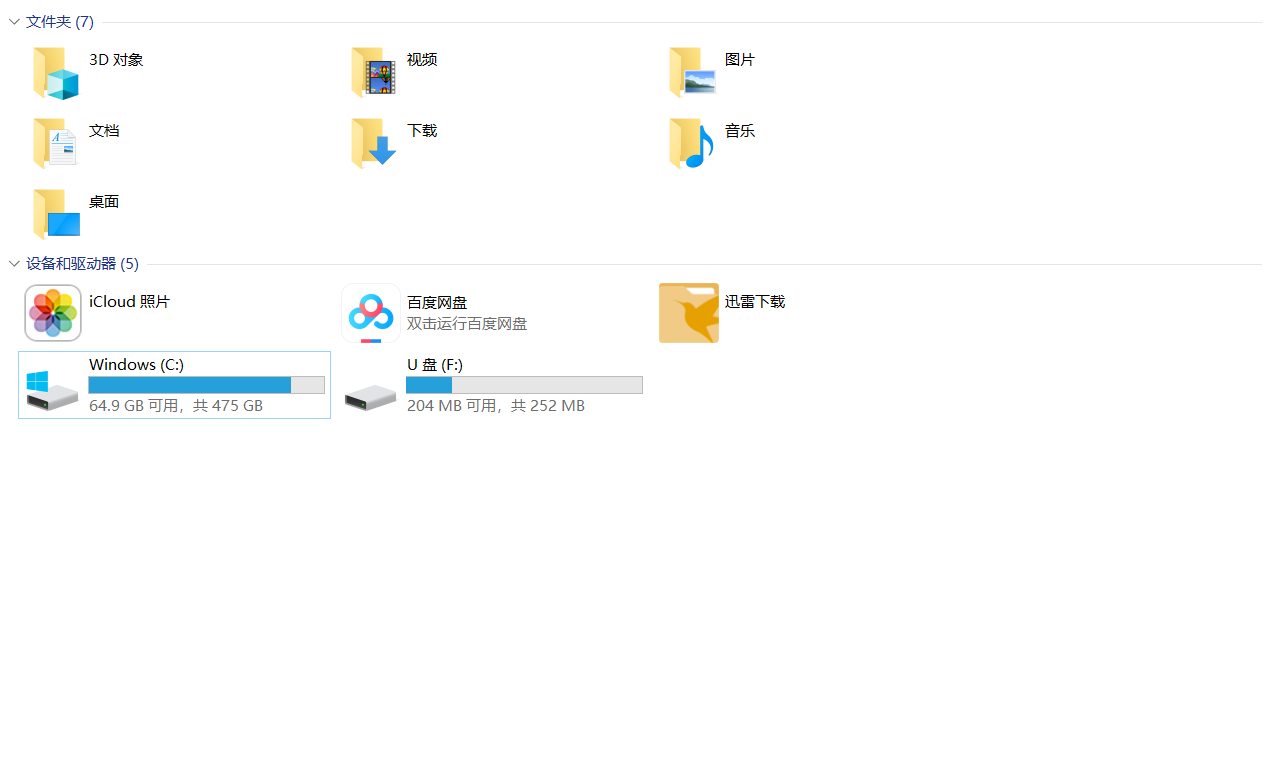 文件夹 (7)
3D 对象
视频
图片
文档
下载
音乐
桌面
设备和驱动器 (5)
iCloud 照片
百度网盘
双击运行百度网盘
迅雷下载
Windows (C:)
64.9 GB 可用，共 475 GB
U 盘 (F:)
204 MB 可用，共 252 MB